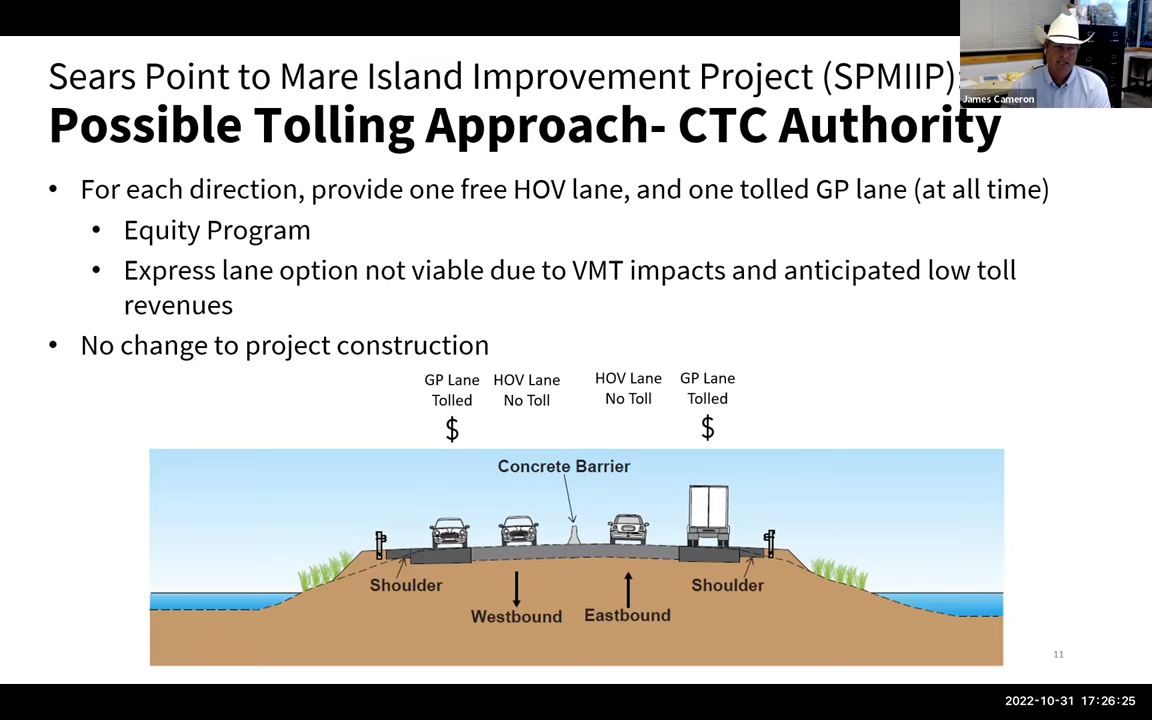 Sears Point to Mare Island Improvement Project (SPMIIP):
James Cameron
Possible Tolling Approach- CTC Authority
• For each direction, provide one free HOV lane, and one tolled GP lane (at all time)
• Equity Program
• Express lane option not viable due to VMT impacts and anticipated low toll
revenues
• No change to project construction
GP Lane HOV Lane HOV Lane GP Lane
Tolled No Toll No Toll Tolled
$ $
Concrete Barrier
Shoulder Shoulder
Westbound Eastbound
11
2022-10-31 17:26:25